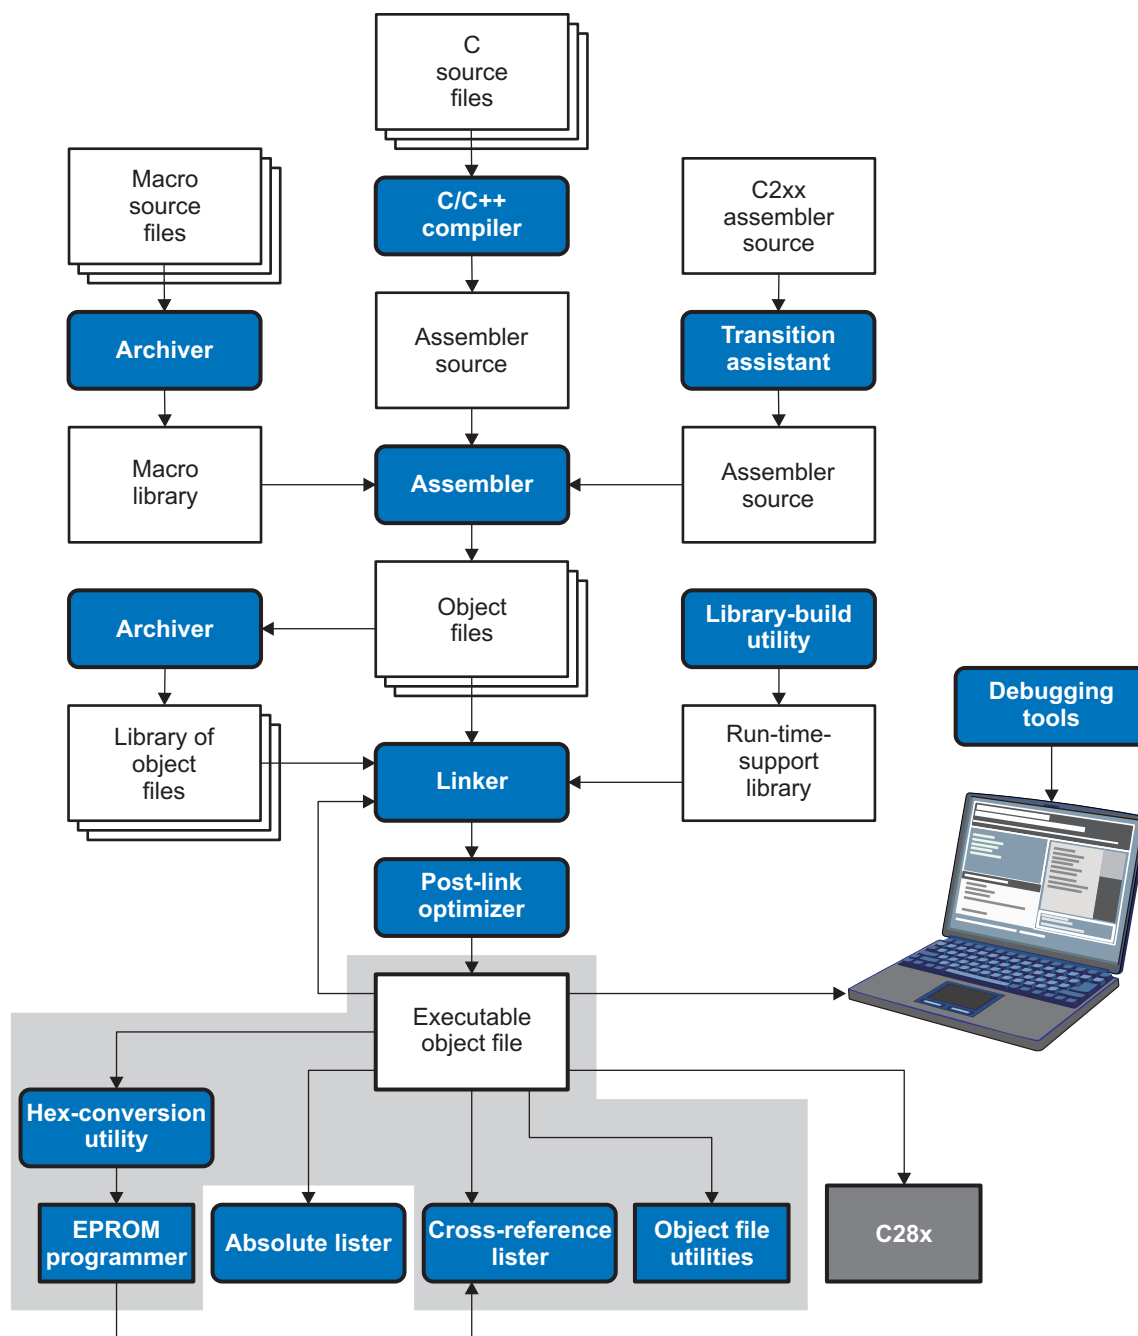 C
source
files
Macro
source
files
C/C++
compiler
C2xx
assembler
source
Archiver
Assembler
source
Transition
assistant
Macro
library
Assembler
Assembler
source
Archiver
Object
files
Library-build
utility
Debugging
tools
Library of
object
files
Linker
Run-time-
support
library
Post-link
optimizer
Executable
object file
Hex-conversion
utility
EPROM
programmer
Absolute lister
Cross-reference
lister
Object file
utilities
C28x